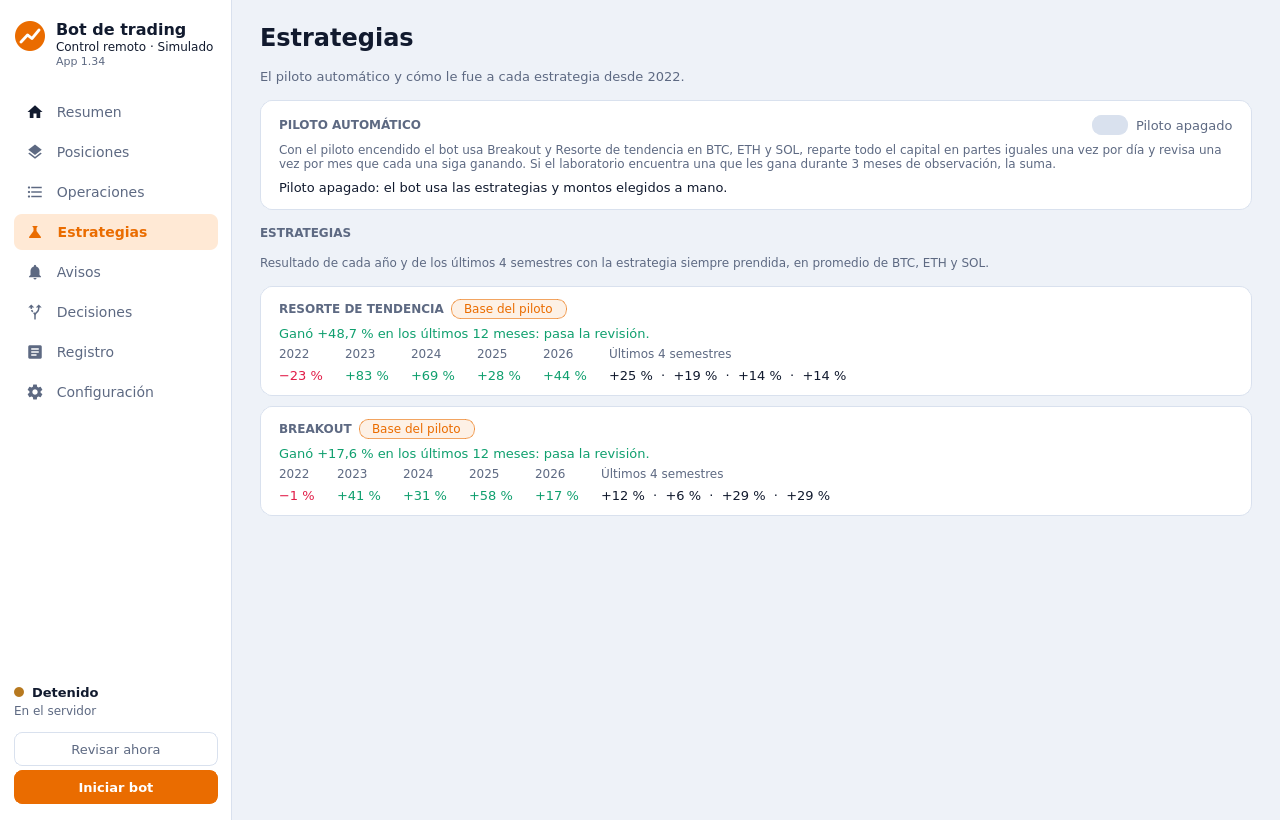 Bot de trading
Control remoto · Simulado
App 1.34
Resumen
Posiciones
Operaciones
Estrategias
Avisos
Decisiones
Registro
Configuración
Detenido
En el servidor
Revisar ahora
Iniciar bot
Estrategias
El piloto automático y cómo le fue a cada estrategia desde 2022.
PILOTO AUTOMÁTICO
Piloto apagado
Con el piloto encendido el bot usa Breakout y Resorte de tendencia en BTC, ETH y SOL, reparte todo el capital en partes iguales una vez por día y revisa una
vez por mes que cada una siga ganando. Si el laboratorio encuentra una que les gana durante 3 meses de observación, la suma.
Piloto apagado: el bot usa las estrategias y montos elegidos a mano.
ESTRATEGIAS
Resultado de cada año y de los últimos 4 semestres con la estrategia siempre prendida, en promedio de BTC, ETH y SOL.
RESORTE DE TENDENCIA Base del piloto
Ganó +48,7 % en los últimos 12 meses: pasa la revisión.
2022 2023 2024 2025 2026 Últimos 4 semestres
−23 % +83 % +69 % +28 % +44 % +25 % · +19 % · +14 % · +14 %
BREAKOUT Base del piloto
Ganó +17,6 % en los últimos 12 meses: pasa la revisión.
2022 2023 2024 2025 2026 Últimos 4 semestres
−1 % +41 % +31 % +58 % +17 % +12 % · +6 % · +29 % · +29 %